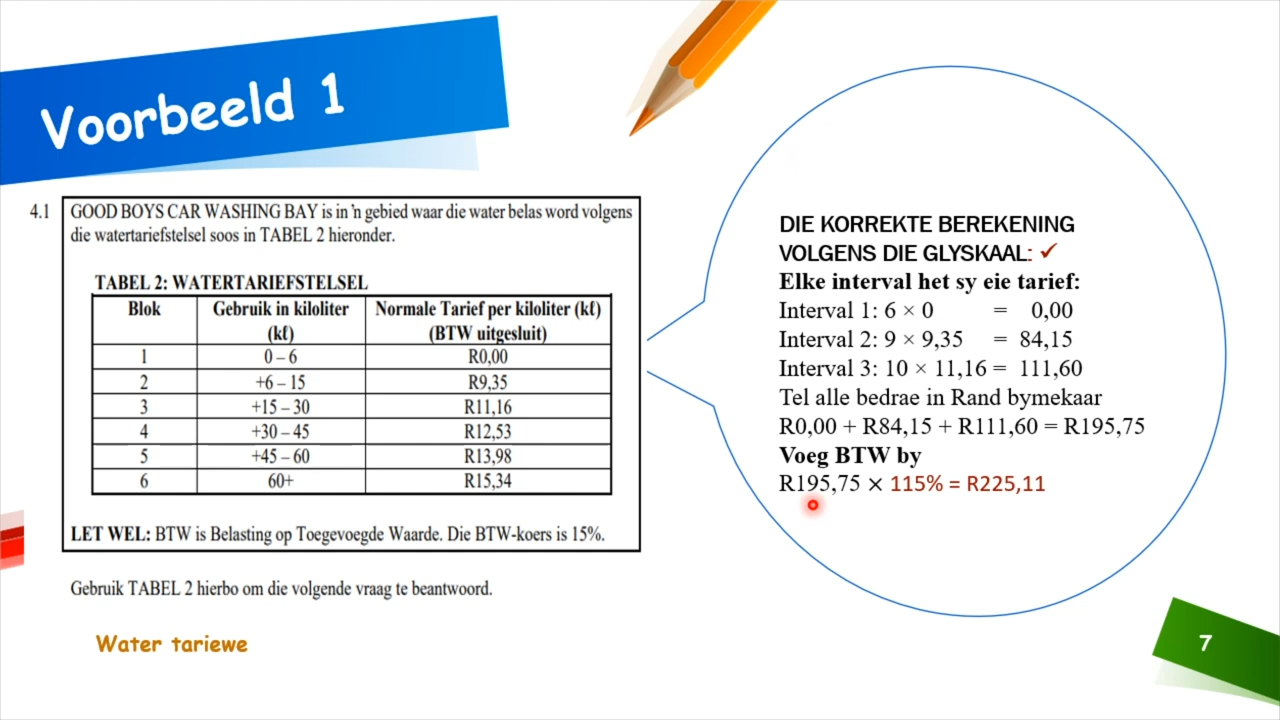 Voorbeeld 1
4.1 GOOD BOYS CAR WASHING BAY is in 'n gebied waar die water belas word volgens
die watertariefstelsel soos in TABEL 2 hieronder.
TABEL 2: WATERTARIEFSTELSEL
Blok Gebruik in kiloliter (kℓ) Normale Tarief per kiloliter (kℓ) (BTW uitgesluit)
1 0 – 6 R0,00
2 +6 – 15 R9,35
3 +15 – 30 R11,16
4 +30 – 45 R12,53
5 +45 – 60 R13,98
6 60+ R15,34
LET WEL: BTW is Belasting op Toegevoegde Waarde. Die BTW-koers is 15%.
Gebruik TABEL 2 hierbo om die volgende vraag te beantwoord.
DIE KORREKTE BEREKENING
VOLGENS DIE GLYSKAAL: ✓
Elke interval het sy eie tarief:
Interval 1: 6 × 0 = 0,00
Interval 2: 9 × 9,35 = 84,15
Interval 3: 10 × 11,16 = 111,60
Tel alle bedrae in Rand bymekaar
R0,00 + R84,15 + R111,60 = R195,75
Voeg BTW by
R195,75 × 115% = R225,11
Water tariewe
7